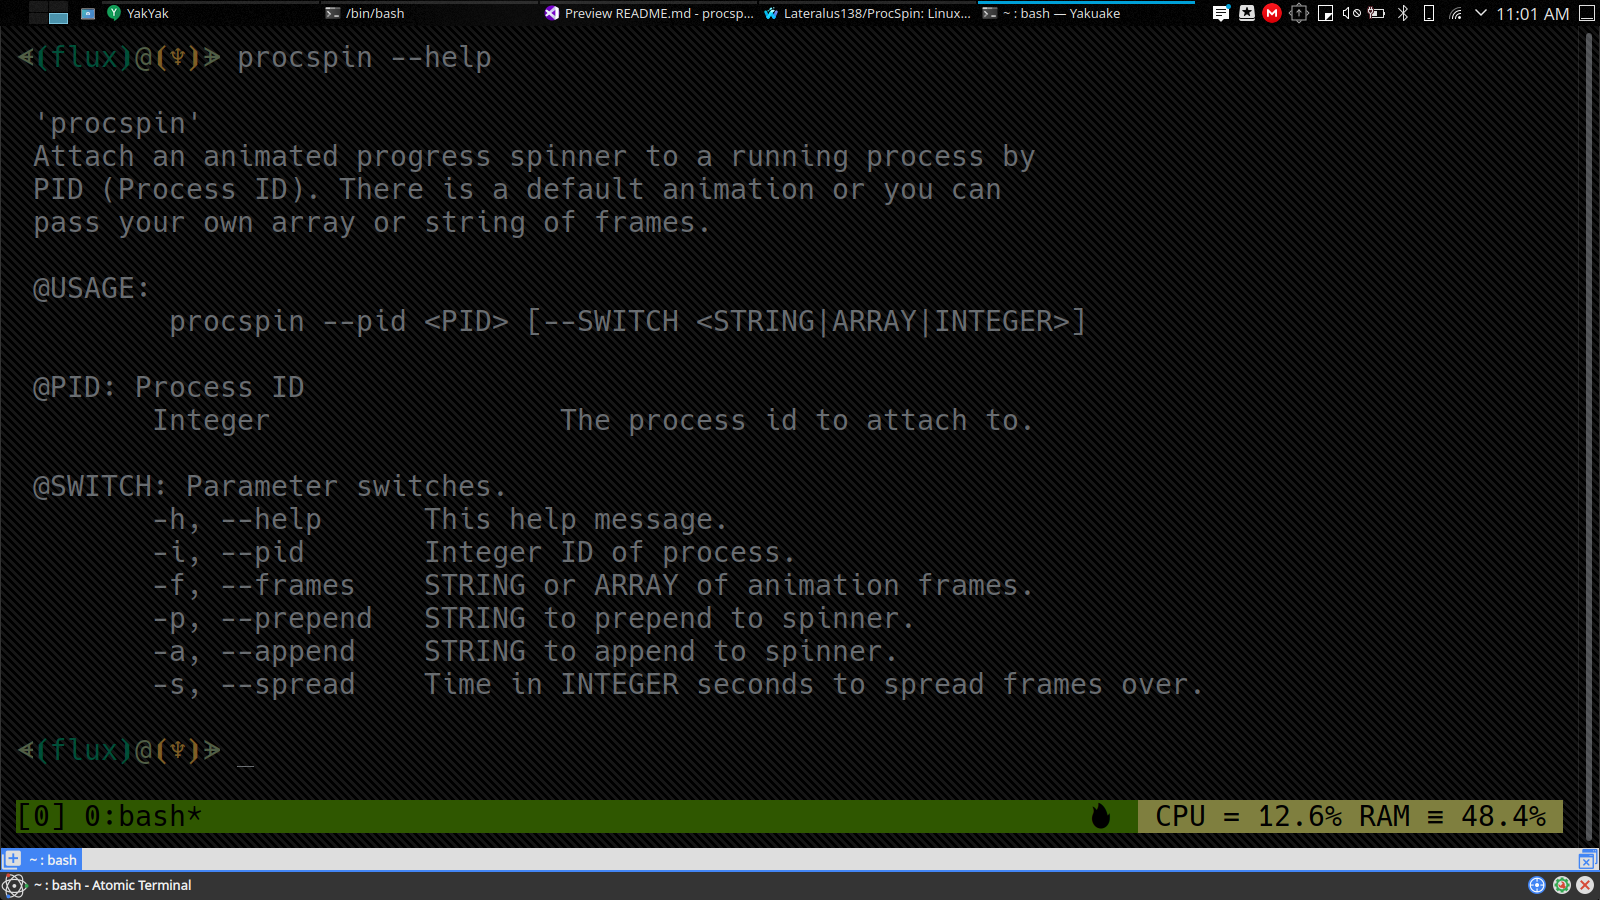 YakYak /bin/bash Preview README.md - procsp... Lateralus138/ProcSpin: Linux... ~ : bash — Yakuake 11:01 AM
⪪(flux)@(♆)⪫ procspin --help
'procspin'
Attach an animated progress spinner to a running process by
PID (Process ID). There is a default animation or you can
pass your own array or string of frames.
@USAGE:
procspin --pid <PID> [--SWITCH <STRING|ARRAY|INTEGER>]
@PID: Process ID
Integer The process id to attach to.
@SWITCH: Parameter switches.
-h, --help This help message.
-i, --pid Integer ID of process.
-f, --frames STRING or ARRAY of animation frames.
-p, --prepend STRING to prepend to spinner.
-a, --append STRING to append to spinner.
-s, --spread Time in INTEGER seconds to spread frames over.
⪪(flux)@(♆)⪫ _
[0] 0:bash* CPU = 12.6% RAM ≡ 48.4%
~ : bash
~ : bash - Atomic Terminal